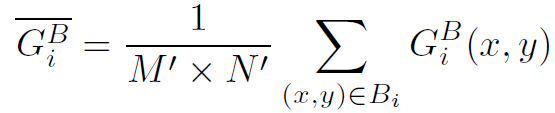 $\overline{G_i^B} = \frac{1}{M' \times N'} \sum_{(x,y) \in B_i} G_i^B(x, y)$